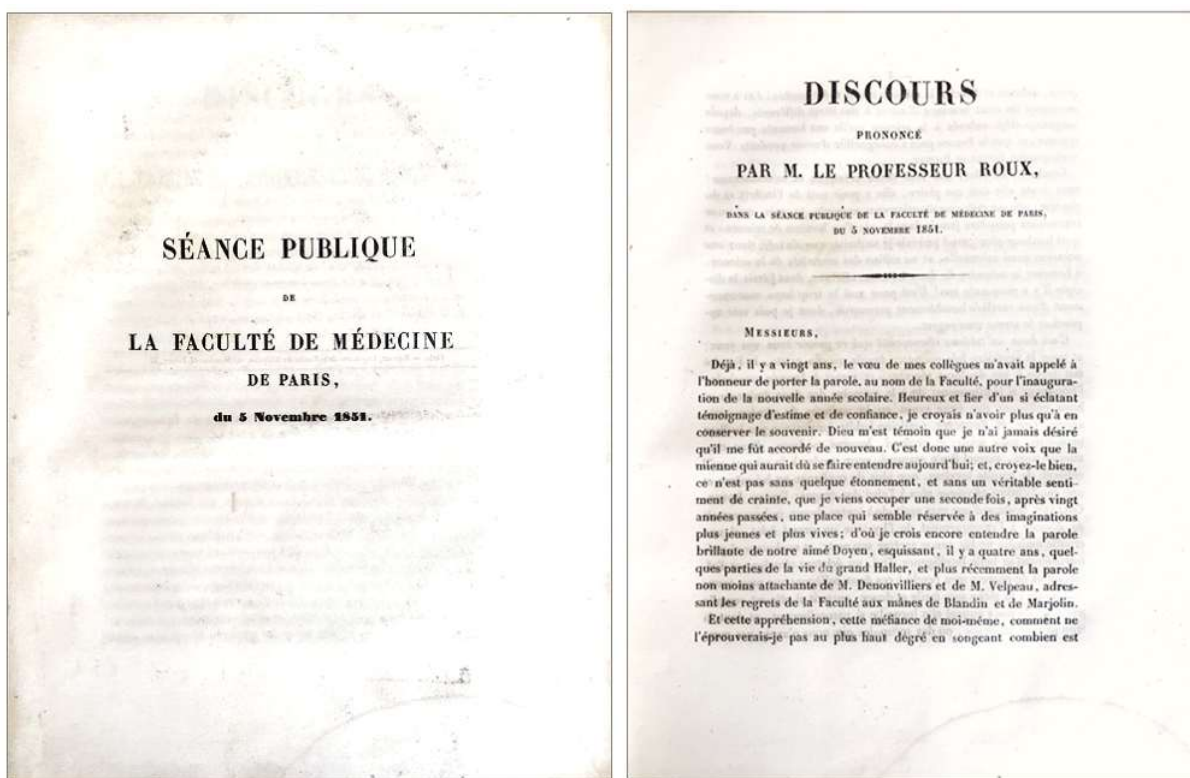 SÉANCE PUBLIQUE
DE
LA FACULTÉ DE MÉDECINE
DE PARIS,
du 5 Novembre 1851.
DISCOURS
PRONONCÉ
PAR M. LE PROFESSEUR ROUX,
DANS LA SÉANCE PUBLIQUE DE LA FACULTÉ DE MÉDECINE DE PARIS,
DU 5 NOVEMBRE 1851.
MESSIEURS,
Déjà, il y a vingt ans, le vœu de mes collègues m'avait appelé à
l'honneur de porter la parole, au nom de la Faculté, pour l'inaugura-
tion de la nouvelle année scolaire. Heureux et fier d'un si éclatant
témoignage d'estime et de confiance, je croyais n'avoir plus qu'à en
conserver le souvenir. Dieu m'est témoin que je n'ai jamais désiré
qu'il me fût accordé de nouveau. C'est donc une autre voix que la
mienne qui aurait dû se faire entendre aujourd'hui; et, croyez-le bien,
ce n'est pas sans quelque étonnement, et sans un véritable senti-
ment de crainte, que je viens occuper une seconde fois, après vingt
années passées, une place qui semble réservée à des imaginations
plus jeunes et plus vives; d'où je crois encore entendre la parole
brillante de notre aimé Doyen, esquissant, il y a quatre ans, quel-
ques parties de la vie du grand Haller, et plus récemment la parole
non moins attachante de M. Denonvilliers et de M. Velpeau, adres-
sant les regrets de la Faculté aux mânes de Blandin et de Marjolin.
Et cette appréhension, cette méfiance de moi-même, comment ne
l'éprouverais-je pas au plus haut degré en songeant combien est